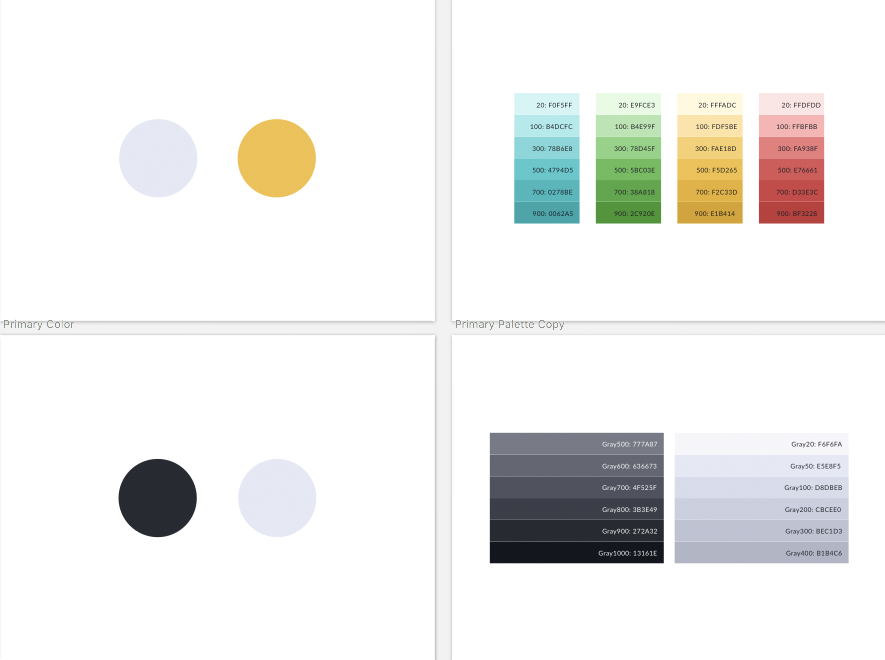 20: F0F5FF
100: B4DCFC
300: 78B6E8
500: 4794D5
700: 0278BE
900: 0062A5
20: E9FCE3
100: B4E99F
300: 78D45F
500: 5BC03E
700: 38A818
900: 2C920E
20: FFFADC
100: FDF5BE
300: FAE18D
500: F5D265
700: F2C33D
900: E1B414
20: FFDFDD
100: FFBFBB
300: FA938F
500: E76661
700: D33E3C
900: BF3228
Primary Color
Primary Palette Copy
Gray500: 777A87
Gray600: 636673
Gray700: 4F525F
Gray800: 3B3E49
Gray900: 272A32
Gray1000: 13161E
Gray20: F6F6FA
Gray50: E5E8F5
Gray100: D8DBEB
Gray200: CBCEE0
Gray300: BEC1D3
Gray400: B1B4C6